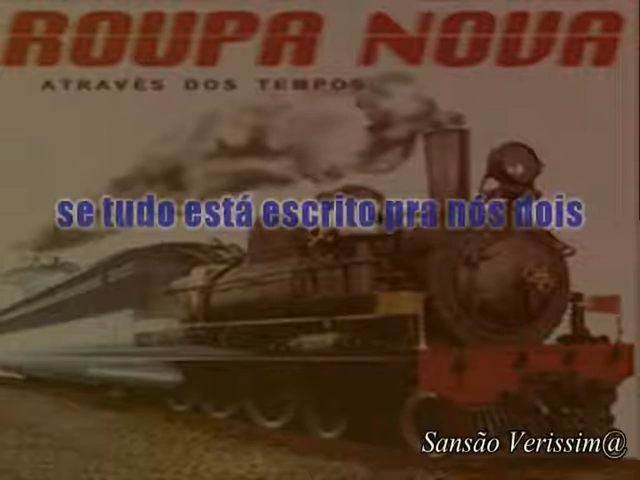 ROUPA NOVA
ATRAVÉS DOS TEMPOS
se tudo está escrito pra nós dois
Sansão Verissim@